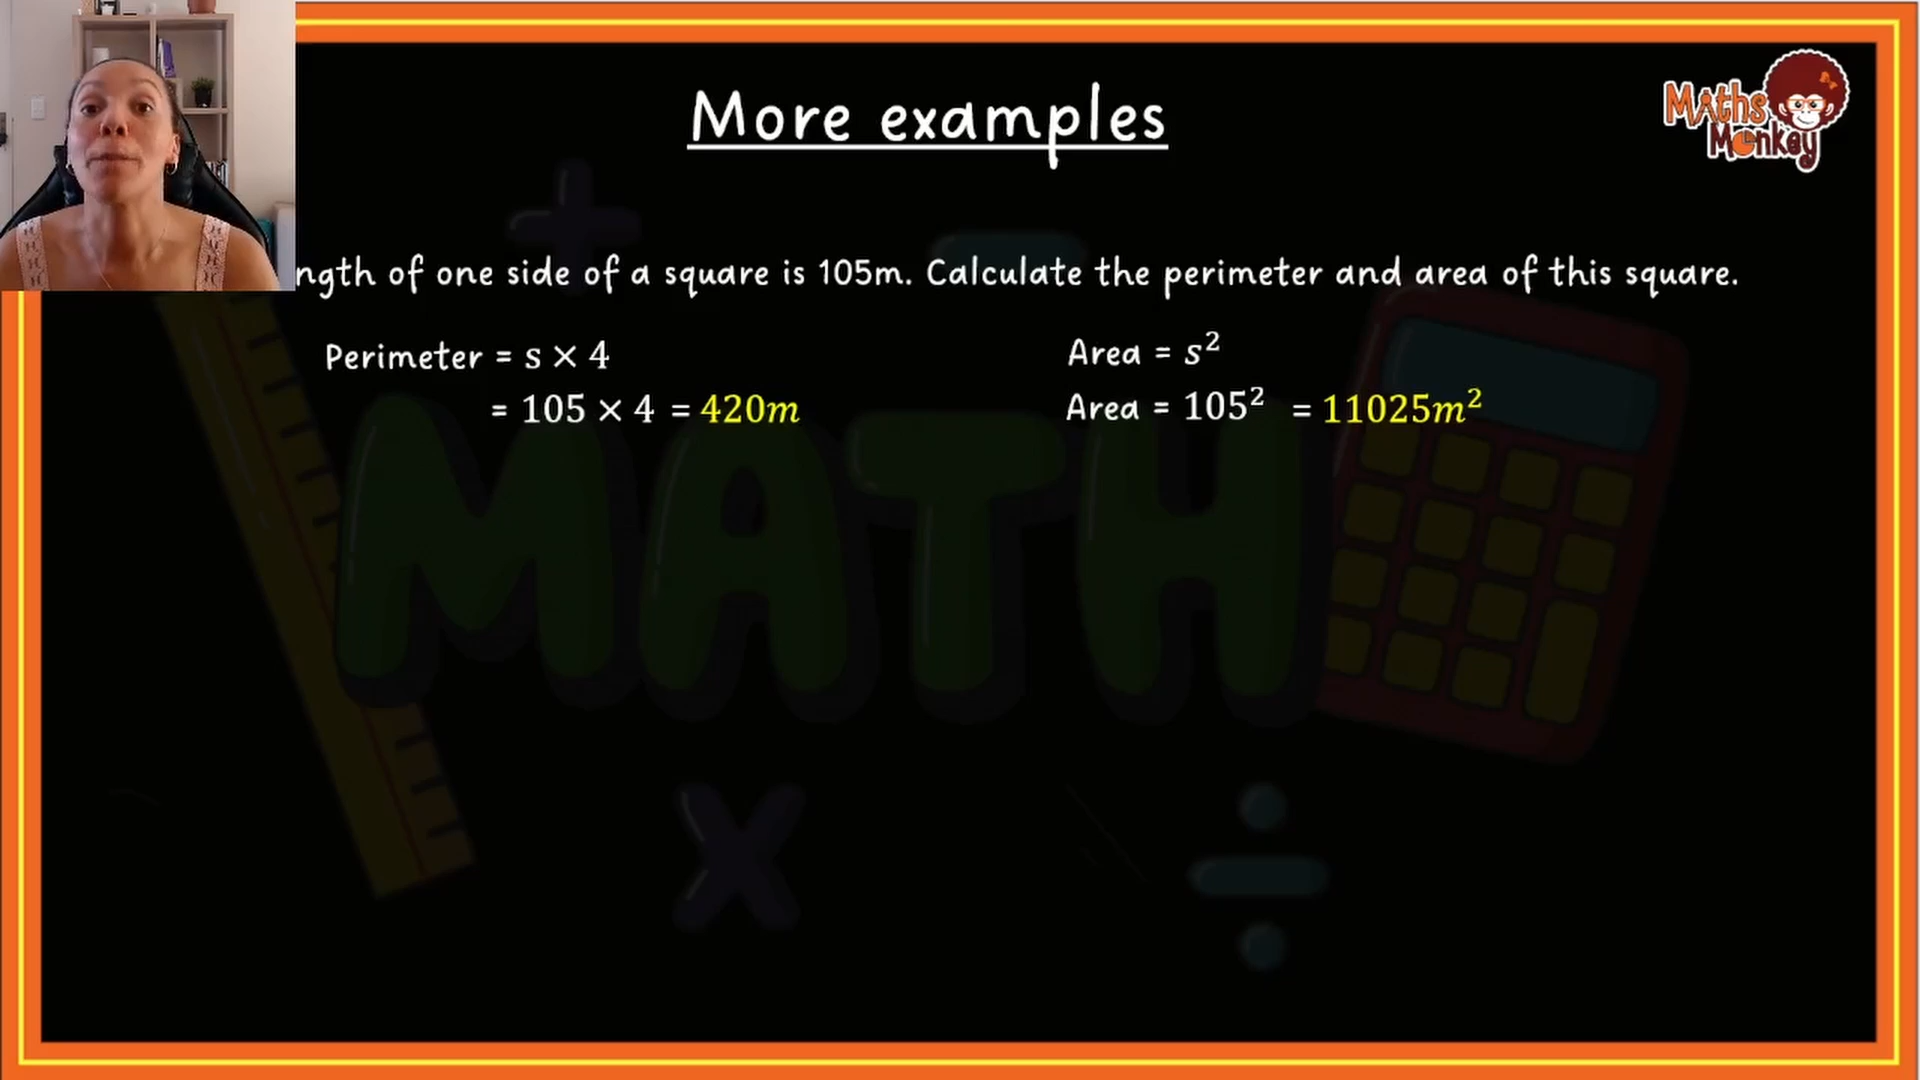 More examples
Maths
Monkey
ngth of one side of a square is 105m. Calculate the perimeter and area of this square.
Perimeter = s × 4
= 105 × 4 = 420m
Area = s²
Area = 105² = 11025m²
MATH